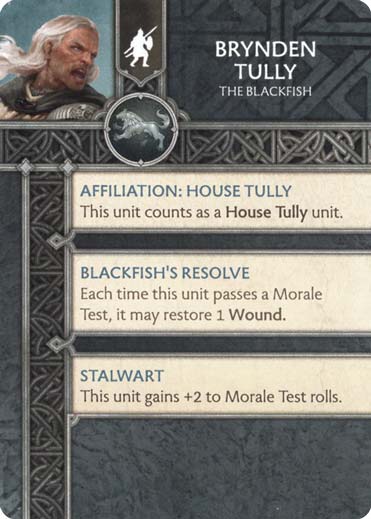 BRYNDEN
TULLY
THE BLACKFISH
AFFILIATION: HOUSE TULLY
This unit counts as a House Tully unit.
BLACKFISH'S RESOLVE
Each time this unit passes a Morale
Test, it may restore 1 Wound.
STALWART
This unit gains +2 to Morale Test rolls.